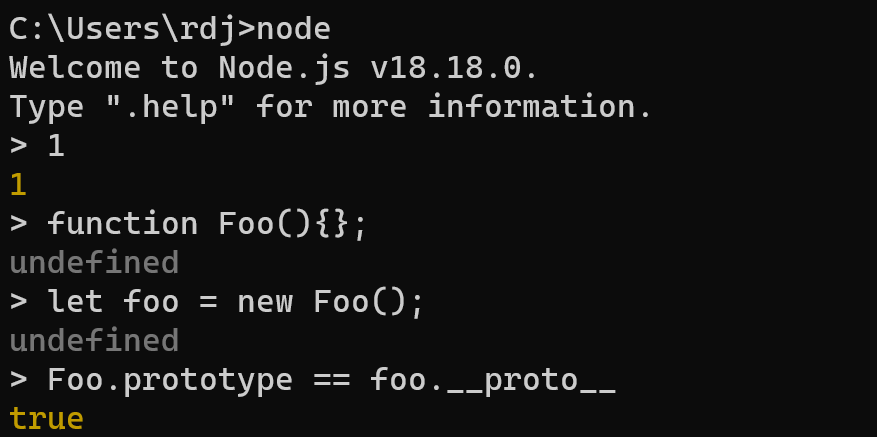 C:\Users\rdj>node
Welcome to Node.js v18.18.0.
Type ".help" for more information.
> 1
1
> function Foo(){};
undefined
> let foo = new Foo();
undefined
> Foo.prototype == foo.__proto__
true